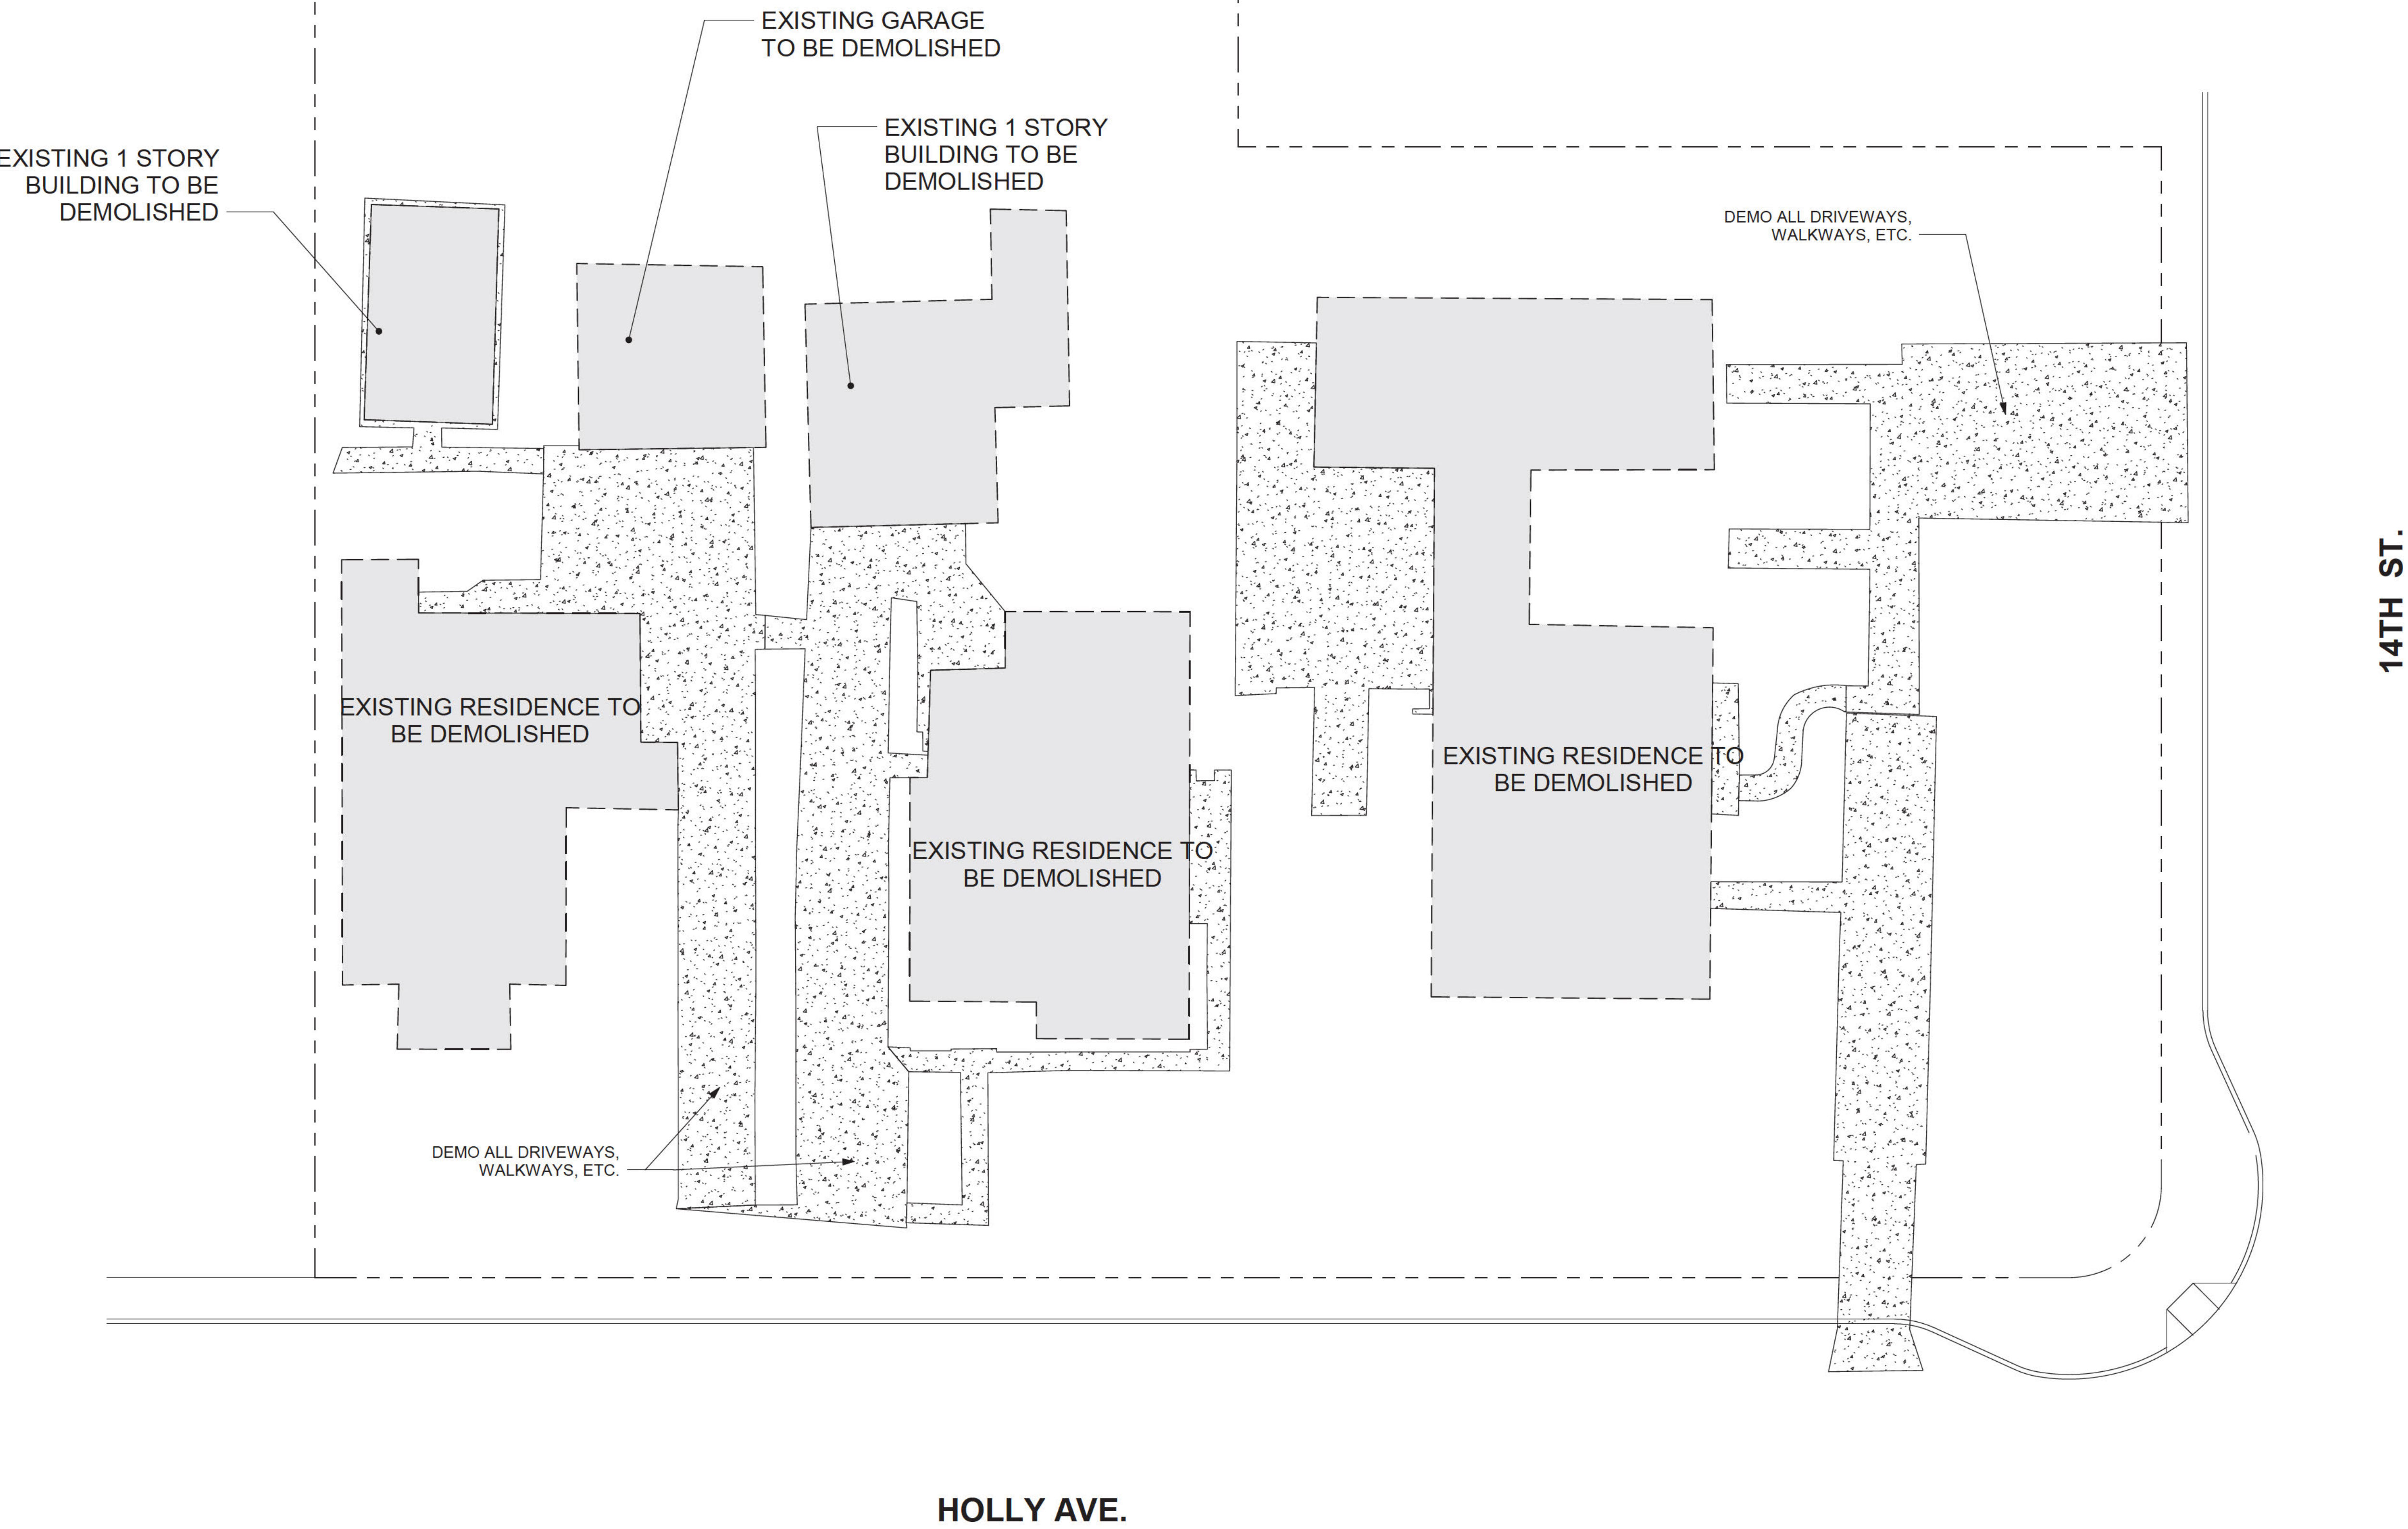 EXISTING GARAGE
TO BE DEMOLISHED
EXISTING 1 STORY
BUILDING TO BE
DEMOLISHED
EXISTING 1 STORY
BUILDING TO BE
DEMOLISHED
DEMO ALL DRIVEWAYS,
WALKWAYS, ETC.
14TH ST.
EXISTING RESIDENCE TO
BE DEMOLISHED
EXISTING RESIDENCE TO
BE DEMOLISHED
EXISTING RESIDENCE TO
BE DEMOLISHED
DEMO ALL DRIVEWAYS,
WALKWAYS, ETC.
HOLLY AVE.